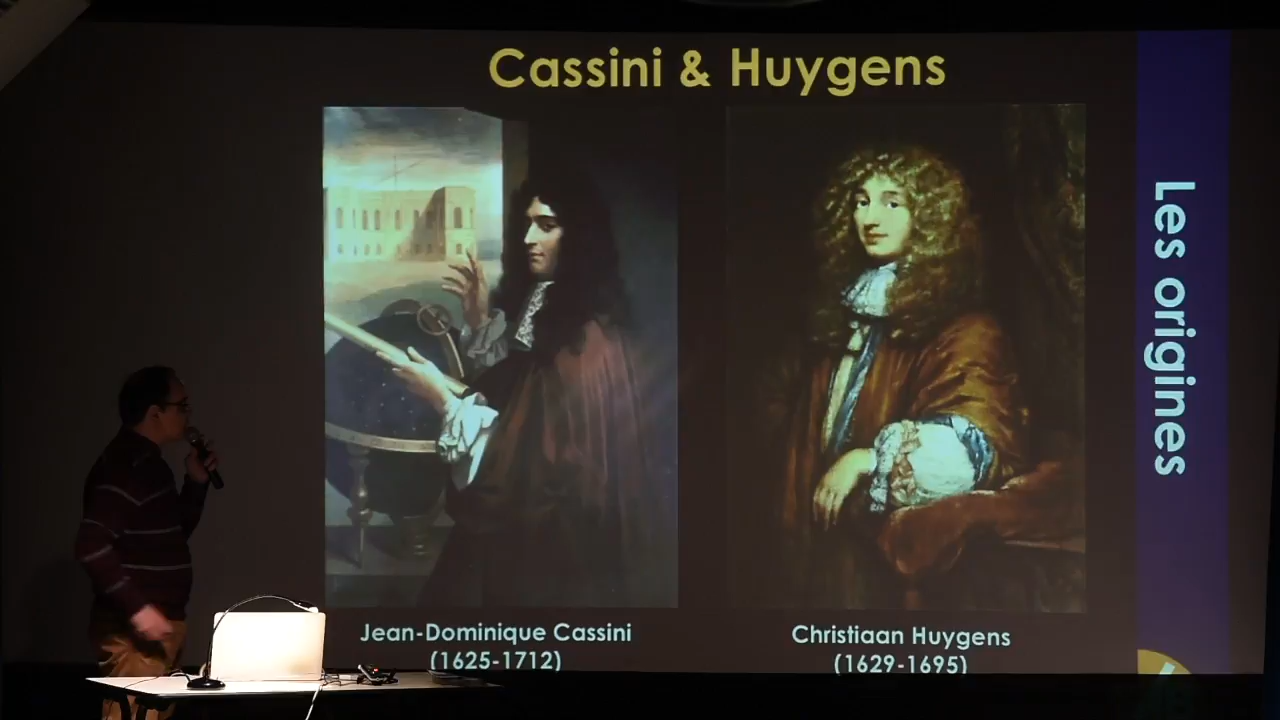 Cassini & Huygens
Les origines
Jean-Dominique Cassini
(1625-1712)
Christiaan Huygens
(1629-1695)